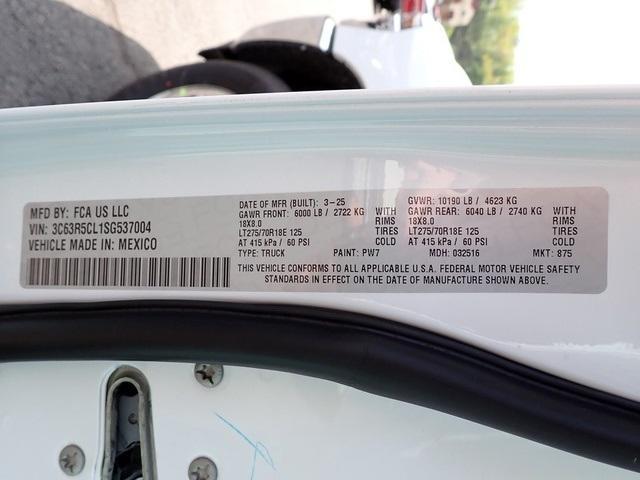 MFD BY: FCA US LLC
VIN: 3C63R5CL1SG537004
VEHICLE MADE IN: MEXICO
DATE OF MFR (BUILT): 3-25
GAWR FRONT: 6000 LB / 2722 KG WITH
18X8.0 RIMS
LT275/70R18E 125 TIRES
AT 415 kPa / 60 PSI COLD
TYPE: TRUCK PAINT: PW7
GVWR: 10190 LB / 4623 KG
GAWR REAR: 6040 LB / 2740 KG WITH
18X8.0 RIMS
LT275/70R18E 125 TIRES
AT 415 kPa / 60 PSI COLD
MDH: 032516 MKT: 875
THIS VEHICLE CONFORMS TO ALL APPLICABLE U.S.A. FEDERAL MOTOR VEHICLE SAFETY
STANDARDS IN EFFECT ON THE DATE OF MANUFACTURE SHOWN ABOVE.